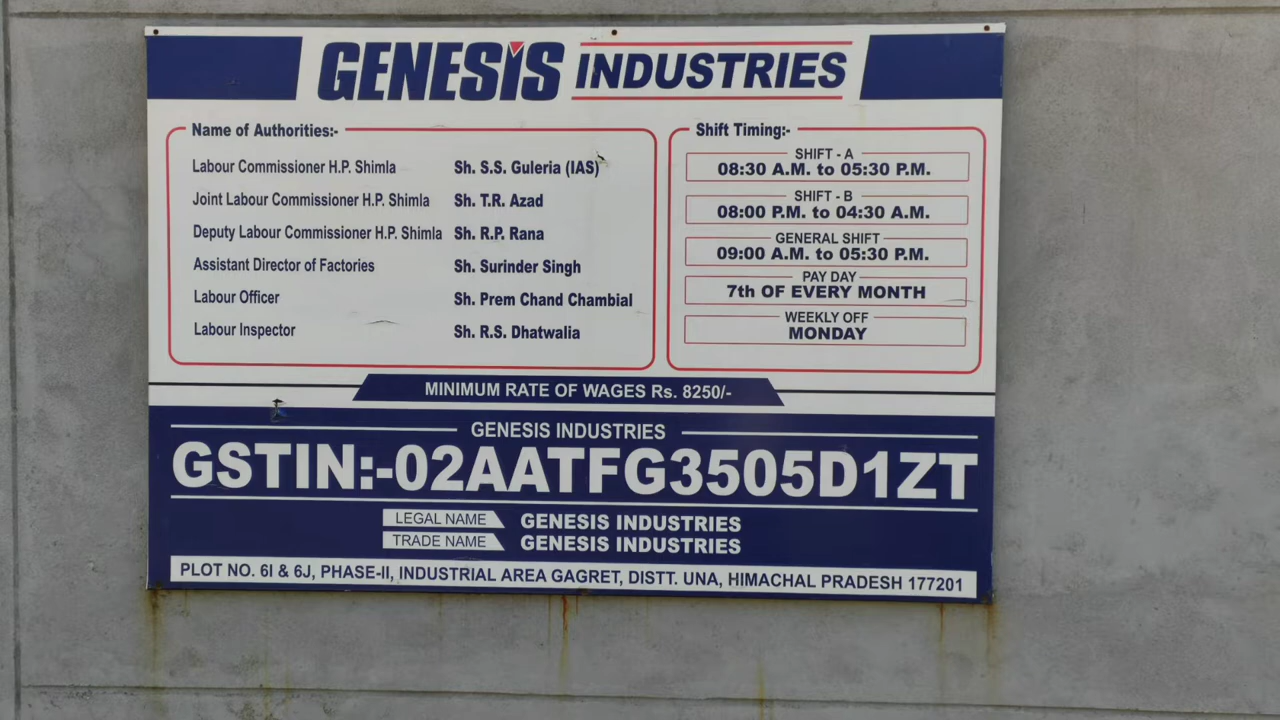 GENESIS INDUSTRIES
Name of Authorities:-
Labour Commissioner H.P. Shimla Sh. S.S. Guleria (IAS)
Joint Labour Commissioner H.P. Shimla Sh. T.R. Azad
Deputy Labour Commissioner H.P. Shimla Sh. R.P. Rana
Assistant Director of Factories Sh. Surinder Singh
Labour Officer Sh. Prem Chand Chambial
Labour Inspector Sh. R.S. Dhatwalia
Shift Timing:-
SHIFT - A
08:30 A.M. to 05:30 P.M.
SHIFT - B
08:00 P.M. to 04:30 A.M.
GENERAL SHIFT
09:00 A.M. to 05:30 P.M.
PAY DAY
7th OF EVERY MONTH
WEEKLY OFF
MONDAY
MINIMUM RATE OF WAGES Rs. 8250/-
GENESIS INDUSTRIES
GSTIN:-02AATFG3505D1ZT
LEGAL NAME GENESIS INDUSTRIES
TRADE NAME GENESIS INDUSTRIES
PLOT NO. 6I & 6J, PHASE-II, INDUSTRIAL AREA GAGRET, DISTT. UNA, HIMACHAL PRADESH 177201